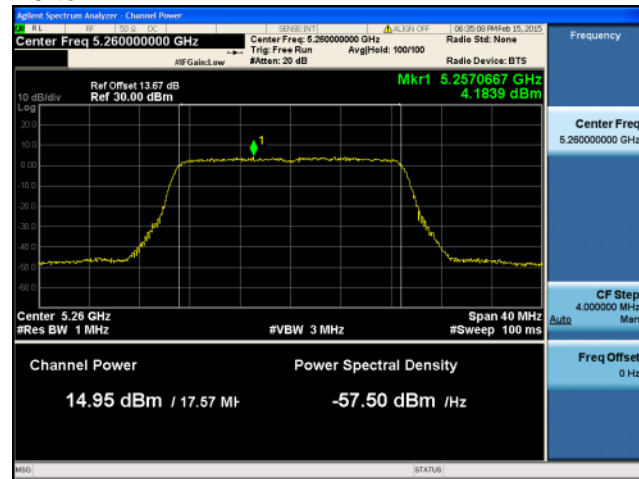 Agilent Spectrum Analyzer - Channel Power
RL RF 50 Ω DC SENSE:INT ALIGN OFF 06:35:08 PM Feb 15, 2015
Center Freq 5.260000000 GHz
Center Freq: 5.260000000 GHz
Radio Std: None
Trig: Free Run Avg|Hold: 100/100
#IFGain:Low #Atten: 20 dB Radio Device: BTS
Frequency
Mkr1 5.2570667 GHz
4.1839 dBm
Ref Offset 13.67 dB
10 dB/div Ref 30.00 dBm
Log
20.0
10.0
1
0.00
-10.0
-20.0
-30.0
-40.0
-50.0
-60.0
Center 5.26 GHz Span 40 MHz
#Res BW 1 MHz #VBW 3 MHz #Sweep 100 ms
Channel Power Power Spectral Density
14.95 dBm / 17.57 MH -57.50 dBm /Hz
Center Freq
5.260000000 GHz
CF Step
4.000000 MHz
Auto Man
Freq Offset
0 Hz
MSG STATUS